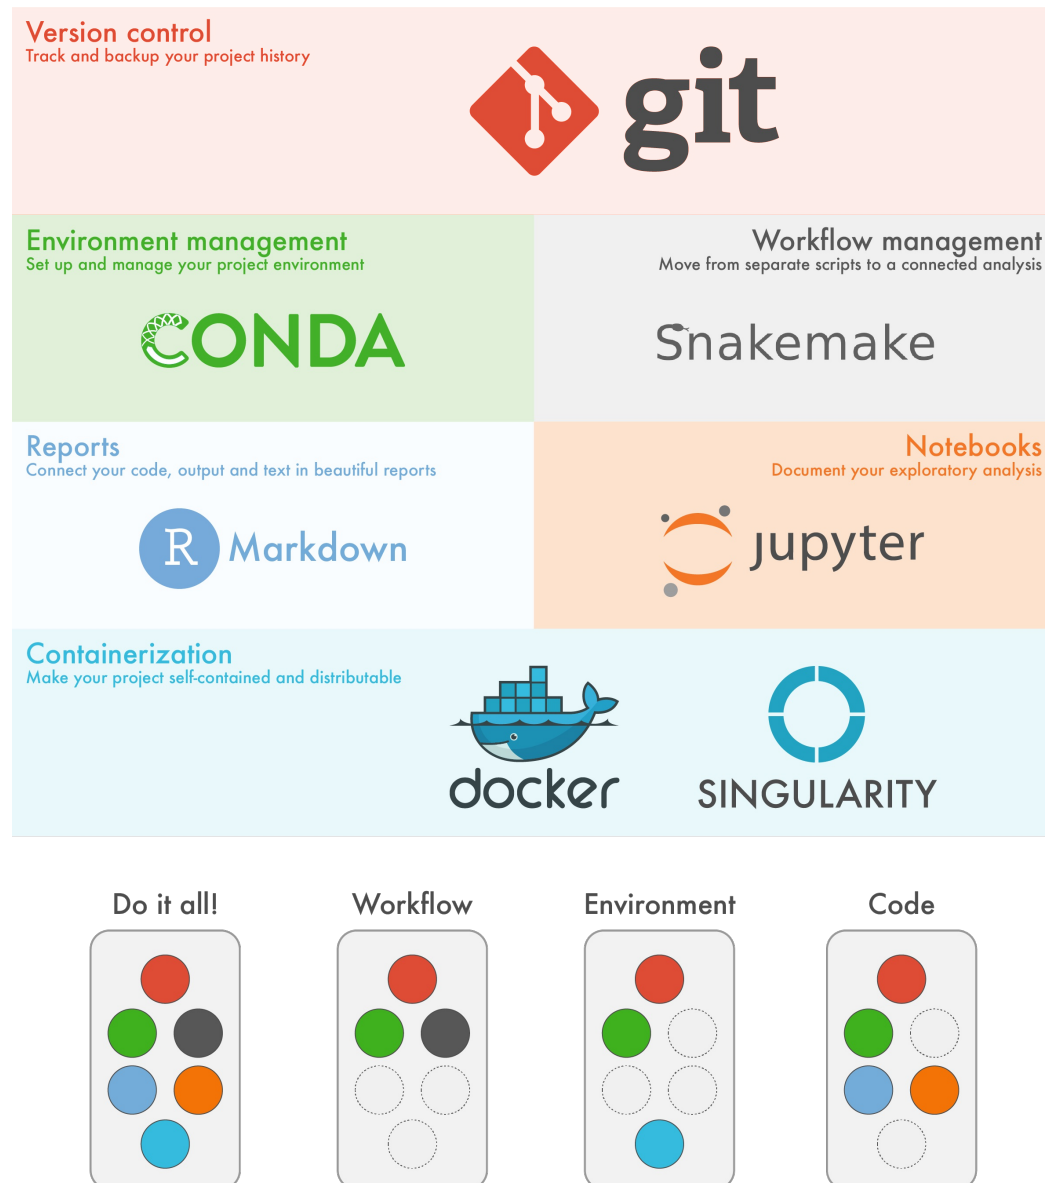 Version control
Track and backup your project history
git
Environment management
Set up and manage your project environment
CONDA
Workflow management
Move from separate scripts to a connected analysis
Snakemake
Reports
Connect your code, output and text in beautiful reports
R Markdown
Notebooks
Document your exploratory analysis
jupyter
Containerization
Make your project self-contained and distributable
docker
SINGULARITY
Do it all!
Workflow
Environment
Code